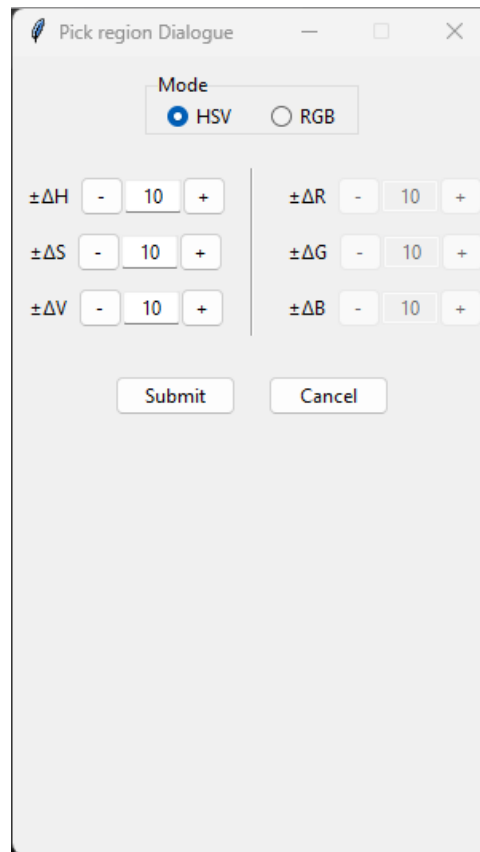 Pick region Dialogue
Mode
HSV RGB
±ΔH - 10 + ±ΔR - 10 +
±ΔS - 10 + ±ΔG - 10 +
±ΔV - 10 + ±ΔB - 10 +
Submit Cancel